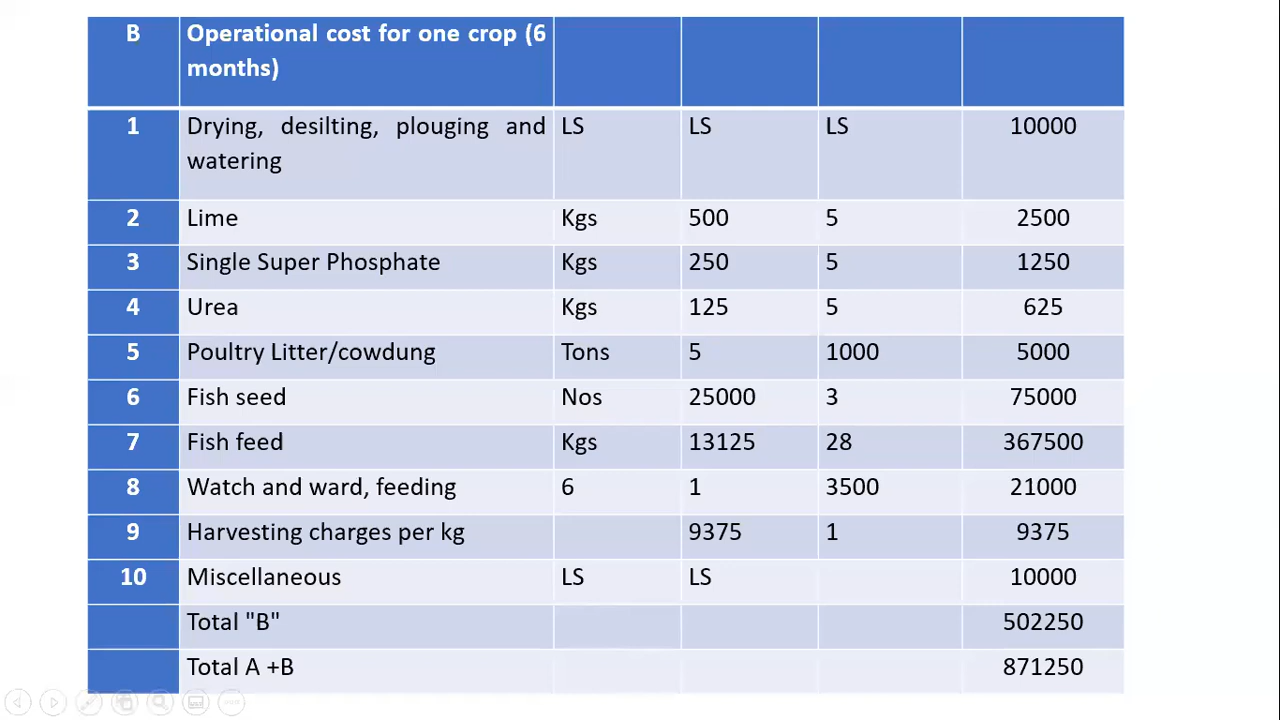 B Operational cost for one crop (6
months)
1 Drying, desilting, plouging and LS LS LS 10000
watering
2 Lime Kgs 500 5 2500
3 Single Super Phosphate Kgs 250 5 1250
4 Urea Kgs 125 5 625
5 Poultry Litter/cowdung Tons 5 1000 5000
6 Fish seed Nos 25000 3 75000
7 Fish feed Kgs 13125 28 367500
8 Watch and ward, feeding 6 1 3500 21000
9 Harvesting charges per kg 9375 1 9375
10 Miscellaneous LS LS 10000
Total "B" 502250
Total A +B 871250